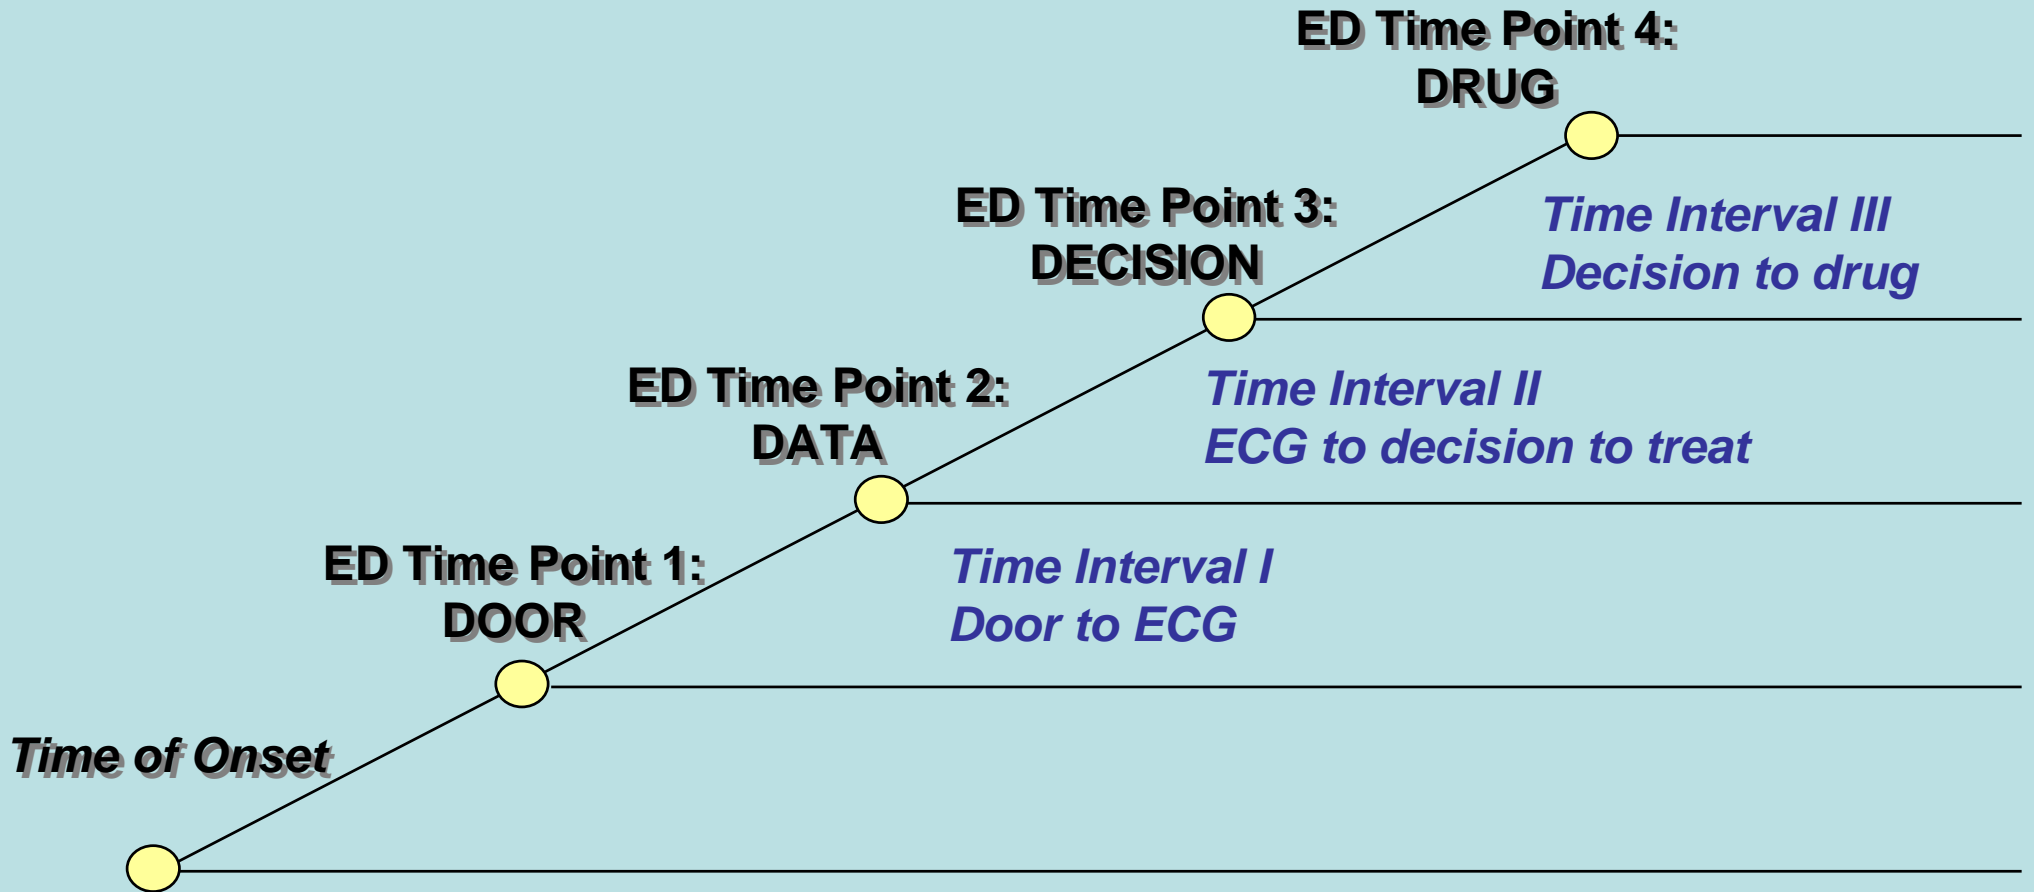 ED Time Point 4:
DRUG
ED Time Point 3:
DECISION
Time Interval III
Decision to drug
ED Time Point 2:
DATA
Time Interval II
ECG to decision to treat
ED Time Point 1:
DOOR
Time Interval I
Door to ECG
Time of Onset